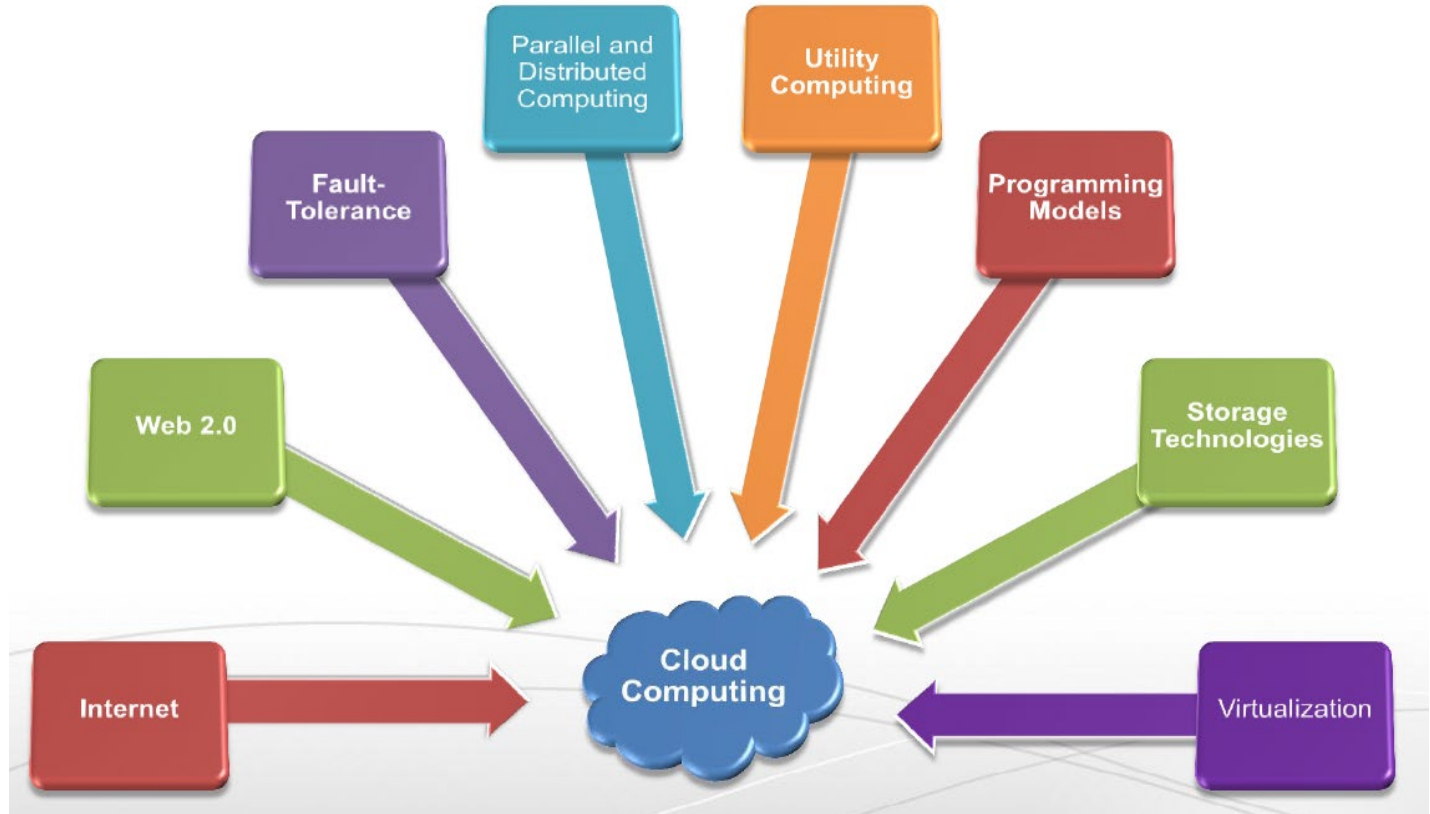 Parallel and
Distributed
Computing
Utility
Computing
Fault-
Tolerance
Programming
Models
Web 2.0
Storage
Technologies
Cloud
Computing
Internet
Virtualization